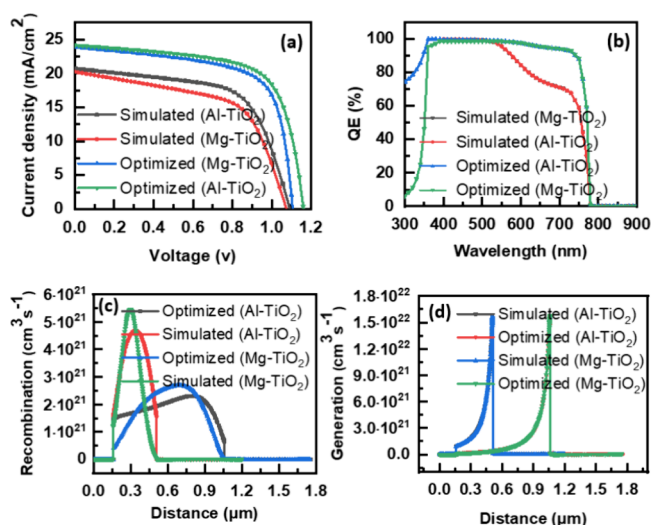 Current density (mA/cm²)
25
20
15
10
5
0
(a)
Simulated (Al-TiO₂)
Simulated (Mg-TiO₂)
Optimized (Mg-TiO₂)
Optimized (Al-TiO₂)
0.0 0.2 0.4 0.6 0.8 1.0 1.2
Voltage (v)
QE (%)
100
80
60
40
20
0
(b)
Simulated (Mg-TiO₂)
Simulated (Al-TiO₂)
Optimized (Al-TiO₂)
Optimized (Mg-TiO₂)
300 400 500 600 700 800 900
Wavelength (nm)
Recombination (cm³s⁻¹)
6·10²¹
5·10²¹
4·10²¹
3·10²¹
2·10²¹
1·10²¹
0
(c)
Optimized (Al-TiO₂)
Simulated (Al-TiO₂)
Optimized (Mg-TiO₂)
Simulated (Mg-TiO₂)
0.0 0.3 0.6 0.9 1.2 1.5 1.8
Distance (µm)
Generation (cm³s⁻¹)
1.8·10²²
1.5·10²²
1.2·10²²
9.0·10²¹
6.0·10²¹
3.0·10²¹
0.0
(d)
Simulated (Al-TiO₂)
Optimized (Al-TiO₂)
Simulated (Mg-TiO₂)
Optimized (Mg-TiO₂)
0.0 0.3 0.6 0.9 1.2 1.5 1.8
Distance (µm)